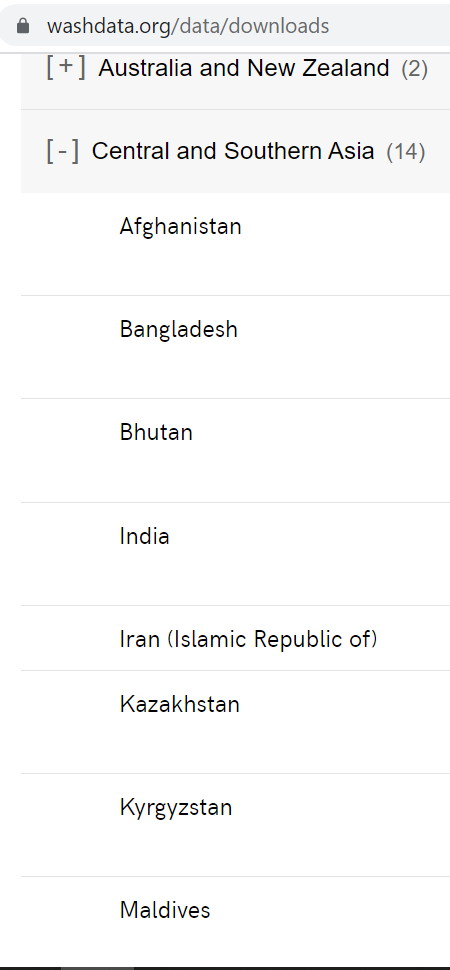 washdata.org/data/downloads
[+] Australia and New Zealand (2)
[-] Central and Southern Asia (14)
Afghanistan
Bangladesh
Bhutan
India
Iran (Islamic Republic of)
Kazakhstan
Kyrgyzstan
Maldives